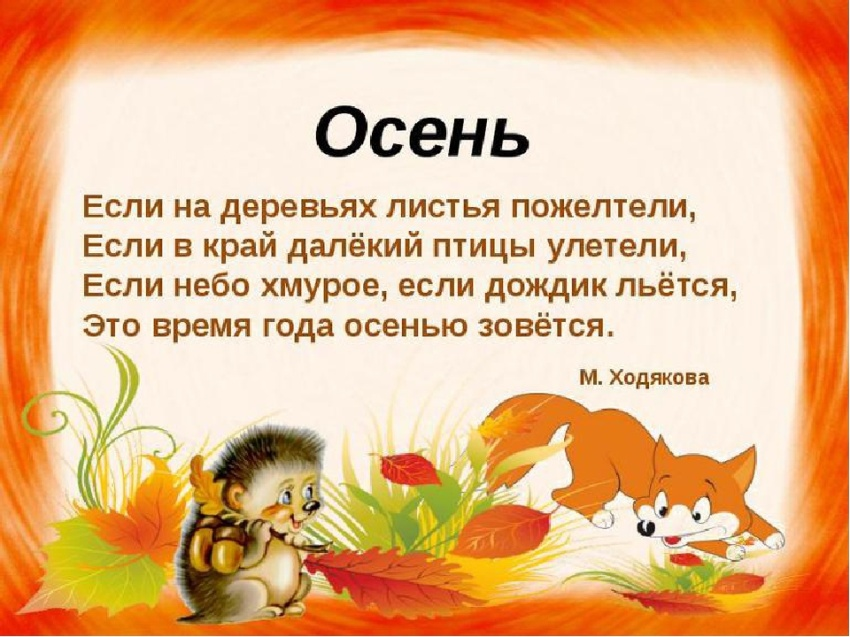 Осень
Если на деревьях листья пожелтели,
Если в край далёкий птицы улетели,
Если небо хмурое, если дождик льётся,
Это время года осенью зовётся.
М. Ходякова